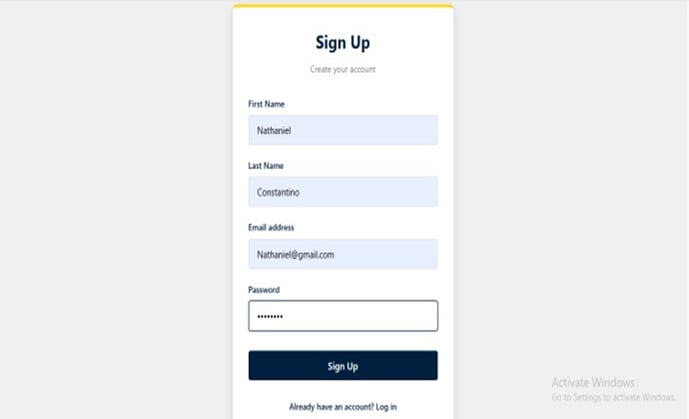 Sign Up
Create your account
First Name
Nathaniel
Last Name
Constantino
Email address
Nathaniel@gmail.com
Password
••••••••
Sign Up
Already have an account? Log in
Activate Windows
Go to Settings to activate Windows.